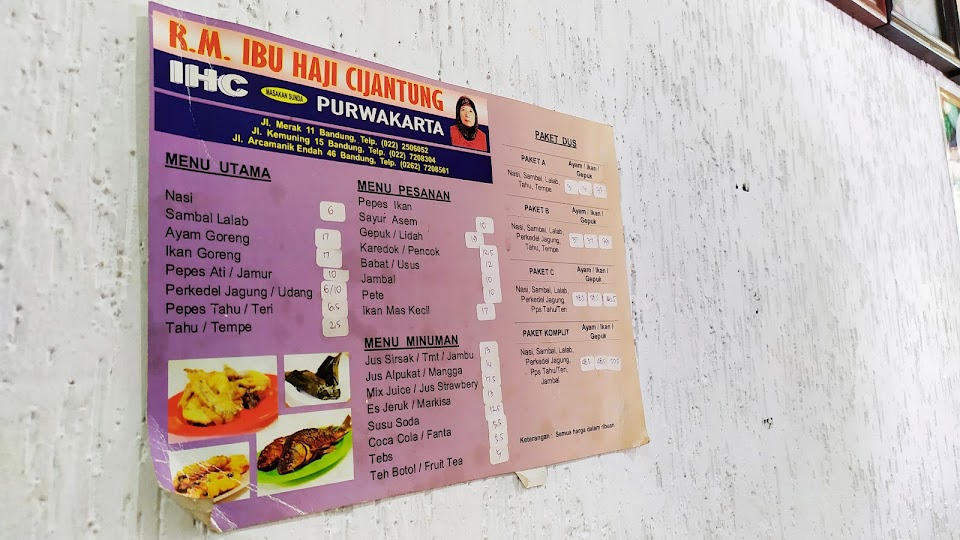 R.M. IBU HAJI CIJANTUNG
IHC MASAKAN SUNDA PURWAKARTA
Jl. Merak 11 Bandung, Telp. (022) 2506052
Jl. Kemuning 15 Bandung, Telp. (022) 7208304
Jl. Arcamanik Endah 46 Bandung, Telp. (0262) 7208561
MENU UTAMA
Nasi 6
Sambal Lalab
Ayam Goreng 17
Ikan Goreng 17
Pepes Ati / Jamur 10
Perkedel Jagung / Udang 6/10
Pepes Tahu / Teri 6.5
Tahu / Tempe 2.5
MENU PESANAN
Pepes Ikan
Sayur Asem 10
Gepuk / Lidah 19
Karedok / Pencok 12.5
Babat / Usus 12
Jambal 10
Pete 10
Ikan Mas Kecil 17
MENU MINUMAN
Jus Sirsak / Tmt / Jambu 13
Jus Alpukat / Mangga 14
Mix Juice / Jus Strawbery 17.5
Es Jeruk / Markisa 13
Susu Soda 12.5
Coca Cola / Fanta 5.5
Tebs 5.5
Teh Botol / Fruit Tea 5
PAKET DUS
PAKET A Ayam / Ikan / Gepuk
Nasi, Sambal, Lalab,
Tahu, Tempe
PAKET B Ayam / Ikan / Gepuk
Nasi, Sambal, Lalab,
Perkedel Jagung,
Tahu, Tempe
PAKET C Ayam / Ikan / Gepuk
Nasi, Sambal, Lalab,
Perkedel Jagung,
Pps Tahu/Teri
PAKET KOMPLIT Ayam / Ikan / Gepuk
Nasi, Sambal, Lalab,
Perkedel Jagung,
Pps Tahu/Teri,
Jambal
Keterangan : Semua harga dalam ribuan